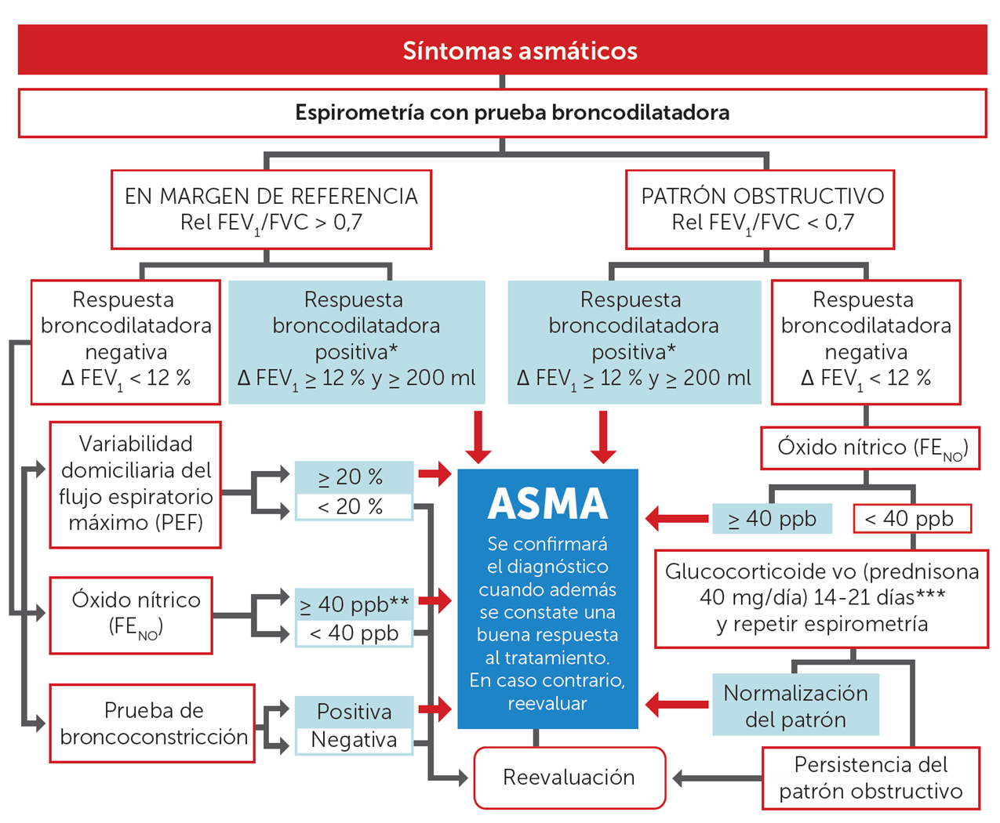 Síntomas asmáticos
Espirometría con prueba broncodilatadora
EN MARGEN DE REFERENCIA
Rel FEV1/FVC > 0,7
PATRÓN OBSTRUCTIVO
Rel FEV1/FVC < 0,7
Respuesta
broncodilatadora
negativa
Δ FEV1 < 12 %
Respuesta
broncodilatadora
positiva*
Δ FEV1 ≥ 12 % y ≥ 200 ml
Respuesta
broncodilatadora
positiva*
Δ FEV1 ≥ 12 % y ≥ 200 ml
Respuesta
broncodilatadora
negativa
Δ FEV1 < 12 %
Variabilidad
domiciliaria del
flujo espiratorio
máximo (PEF)
≥ 20 %
< 20 %
Óxido nítrico
(FENO)
≥ 40 ppb**
< 40 ppb
Prueba de
broncoconstricción
Positiva
Negativa
ASMA
Se confirmará
el diagnóstico
cuando además
se constate una
buena respuesta
al tratamiento.
En caso contrario,
reevaluar
Óxido nítrico (FENO)
≥ 40 ppb
< 40 ppb
Glucocorticoide vo (prednisona
40 mg/día) 14-21 días***
y repetir espirometría
Normalización
del patrón
Persistencia del
patrón obstructivo
Reevaluación